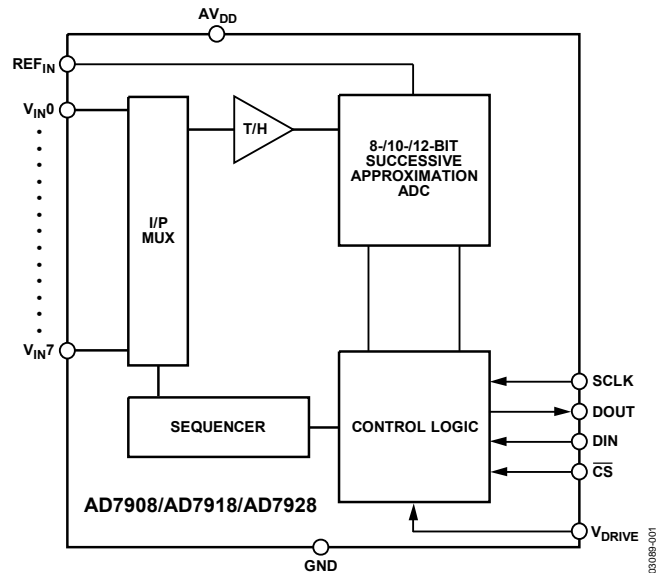 AVDD
REFIN
VIN0
T/H
8-/10-/12-BIT
SUCCESSIVE
APPROXIMATION
ADC
I/P
MUX
VIN7
SEQUENCER
CONTROL LOGIC
SCLK
DOUT
DIN
CS
VDRIVE
AD7908/AD7918/AD7928
GND
03089-001